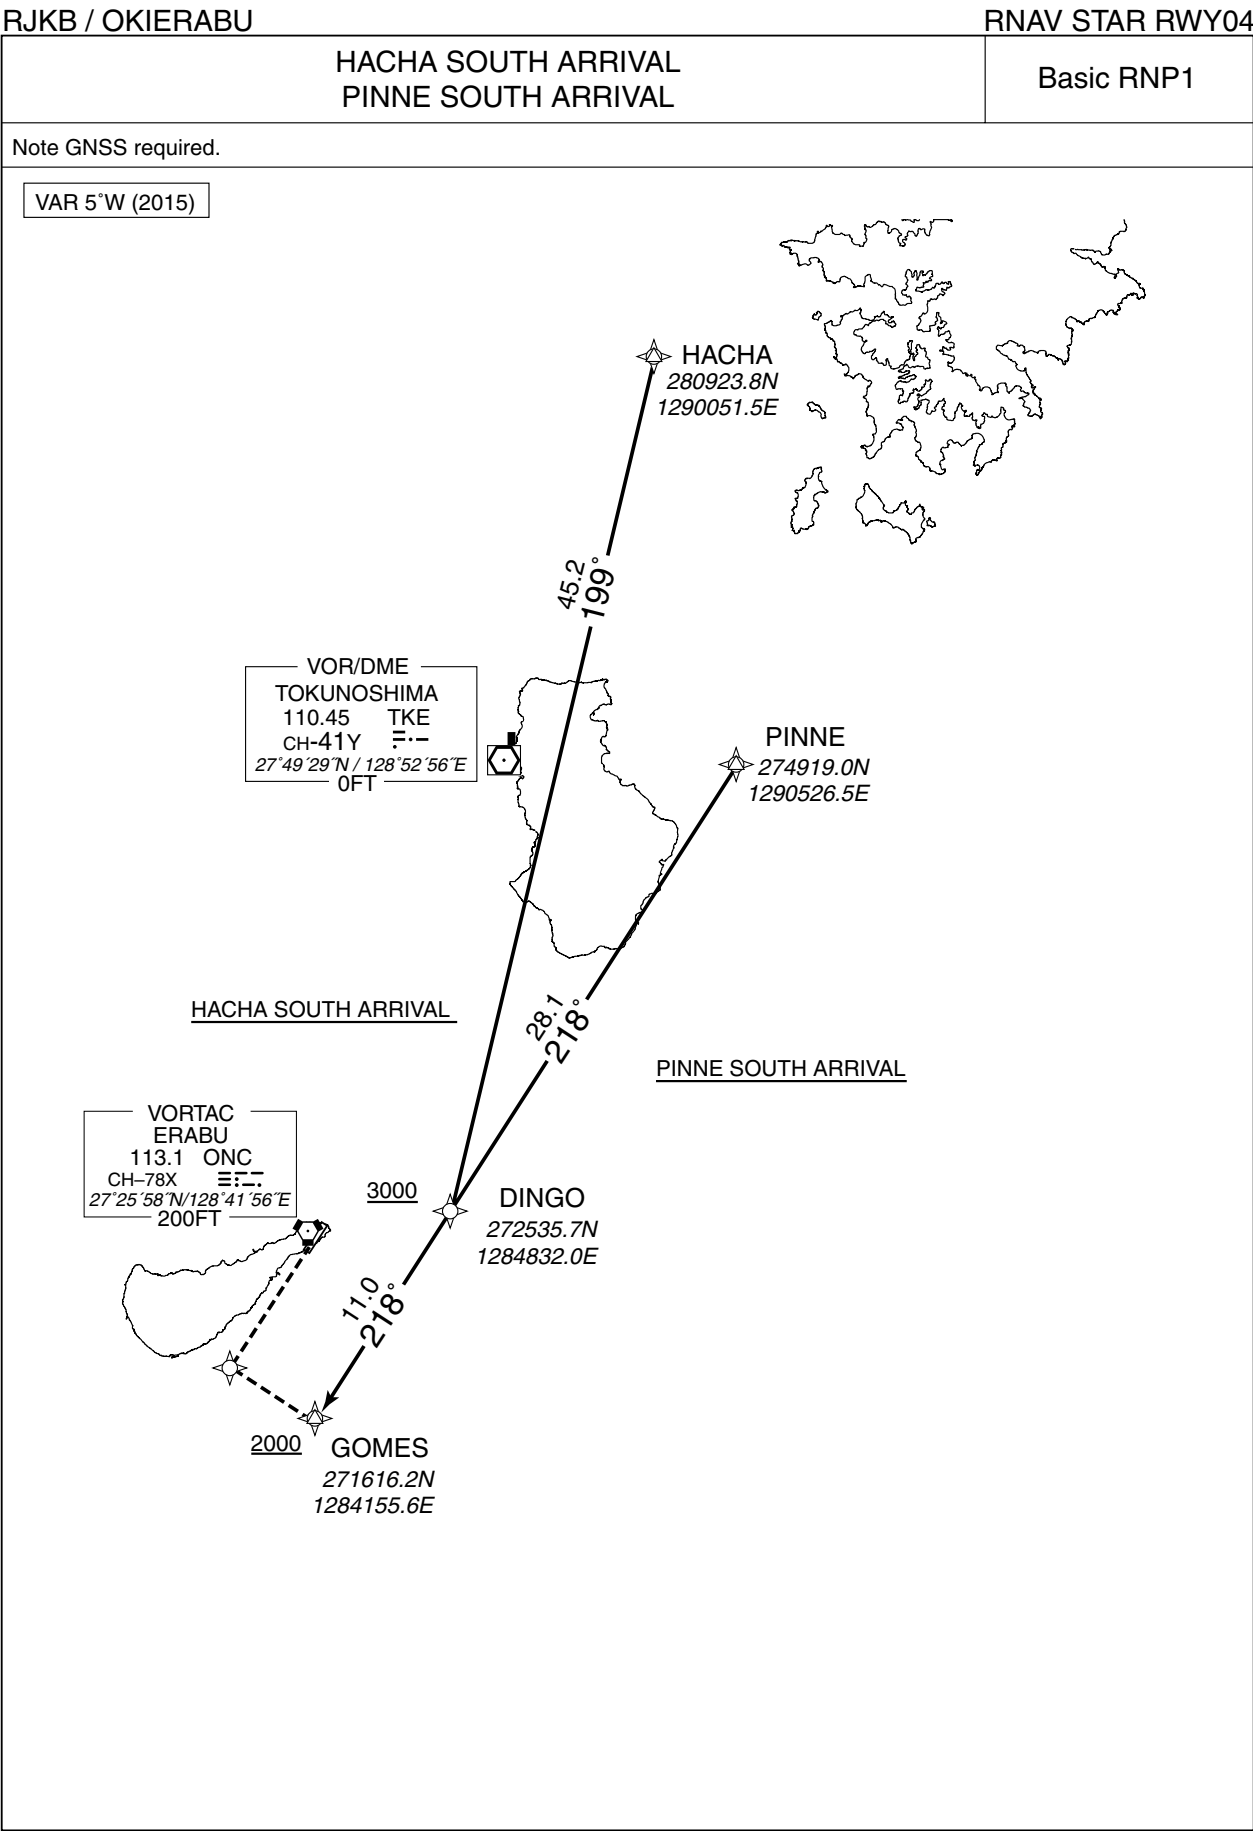 RJKB / OKIERABU
RNAV STAR RWY04
HACHA SOUTH ARRIVAL
PINNE SOUTH ARRIVAL
Basic RNP1
Note GNSS required.
VAR 5˚W (2015)
HACHA
280923.8N
1290051.5E
45.2
199˚
VOR/DME
TOKUNOSHIMA
110.45 TKE
CH-41Y
27˚49´29˝N / 128˚52´56˝E
0FT
PINNE
274919.0N
1290526.5E
HACHA SOUTH ARRIVAL
28.1
218˚
PINNE SOUTH ARRIVAL
VORTAC
ERABU
113.1 ONC
CH–78X
27˚25´58˝N/128˚41´56˝E
200FT
3000
DINGO
272535.7N
1284832.0E
11.0
218˚
2000
GOMES
271616.2N
1284155.6E